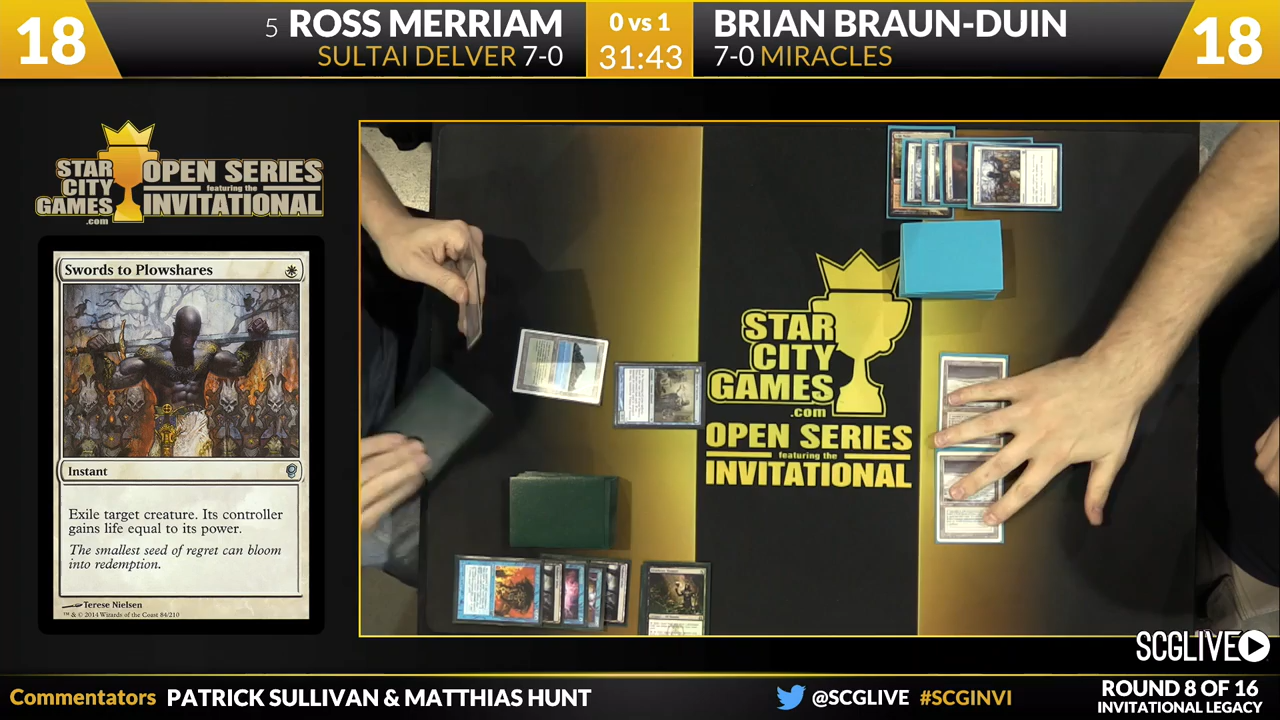 18
5 ROSS MERRIAM
SULTAI DELVER 7-0
0 vs 1
31:43
BRIAN BRAUN-DUIN
7-0 MIRACLES
18
STAR
CITY
GAMES
.com
OPEN SERIES
featuring the
INVITATIONAL
Swords to Plowshares
Instant
Exile target creature. Its controller
gains life equal to its power.
The smallest seed of regret can bloom
into redemption.
Terese Nielsen
™ & © 2014 Wizards of the Coast 84/210
STAR
CITY
GAMES
.com
OPEN SERIES
featuring the
INVITATIONAL
SCGLIVE
Commentators PATRICK SULLIVAN & MATTHIAS HUNT
@SCGLIVE #SCGINVI
ROUND 8 OF 16
INVITATIONAL LEGACY